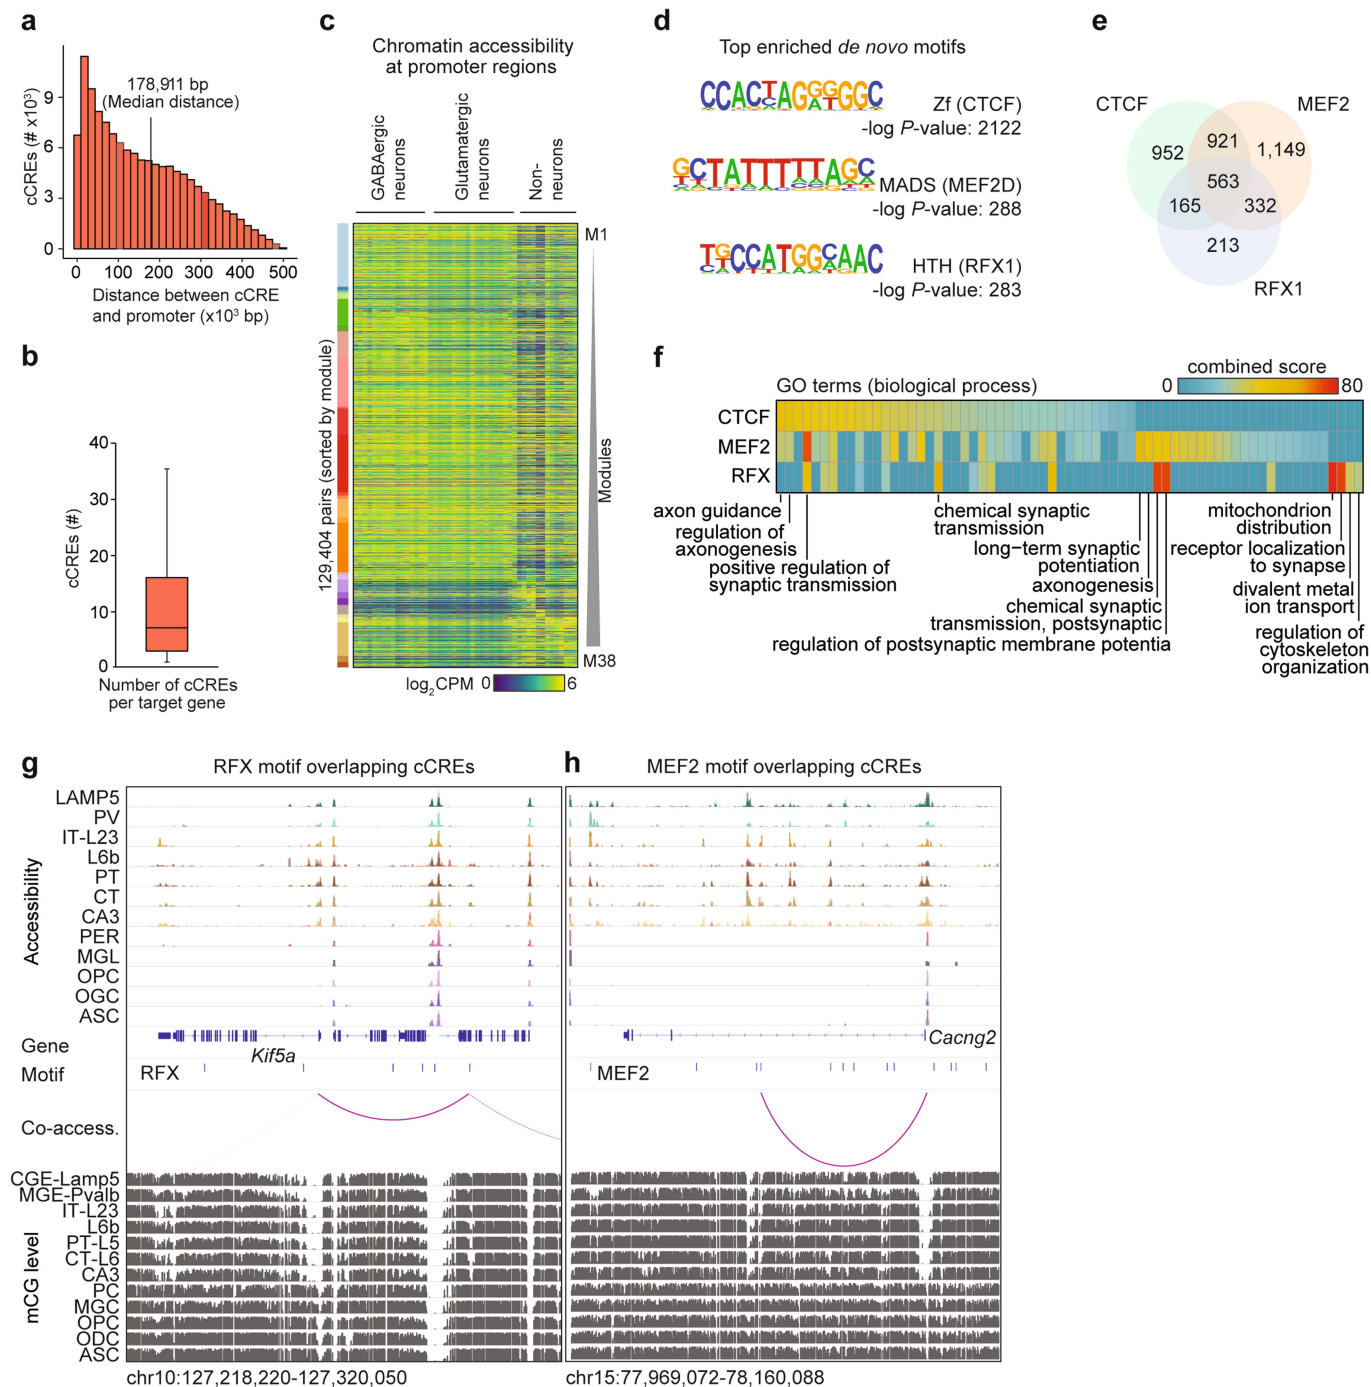 a
cCREs (# x10³)
9
6
3
0
178,911 bp
(Median distance)
0 100 200 300 400 500
Distance between cCRE
and promoter (x10³ bp)
b
cCREs (#)
40
30
20
10
0
Number of cCREs
per target gene
c
Chromatin accessibility
at promoter regions
GABAergic
neurons
Glutamatergic
neurons
Non-
neurons
129,404 pairs (sorted by module)
M1
Modules
M38
log₂CPM 0 6
d
Top enriched de novo motifs
CCACTAGGGGGC
Zf (CTCF)
-log P-value: 2122
GCTATTTTTAGC
MADS (MEF2D)
-log P-value: 288
TGCCATGGCAAC
HTH (RFX1)
-log P-value: 283
e
CTCF
MEF2
952
921
1,149
563
165
332
213
RFX1
f
GO terms (biological process)
combined score
0 80
CTCF
MEF2
RFX
axon guidance
regulation of
axonogenesis
positive regulation of
synaptic transmission
chemical synaptic
transmission
long−term synaptic
potentiation
axonogenesis
chemical synaptic
transmission, postsynaptic
regulation of postsynaptic membrane potentia
mitochondrion
distribution
receptor localization
to synapse
divalent metal
ion transport
regulation of
cytoskeleton
organization
g
RFX motif overlapping cCREs
Accessibility
LAMP5
PV
IT-L23
L6b
PT
CT
CA3
PER
MGL
OPC
OGC
ASC
Gene
Kif5a
Motif
RFX
Co-access.
mCG level
CGE-Lamp5
MGE-Pvalb
IT-L23
L6b
PT-L5
CT-L6
CA3
PC
MGC
OPC
ODC
ASC
chr10:127,218,220-127,320,050
h
MEF2 motif overlapping cCREs
Cacng2
MEF2
chr15:77,969,072-78,160,088